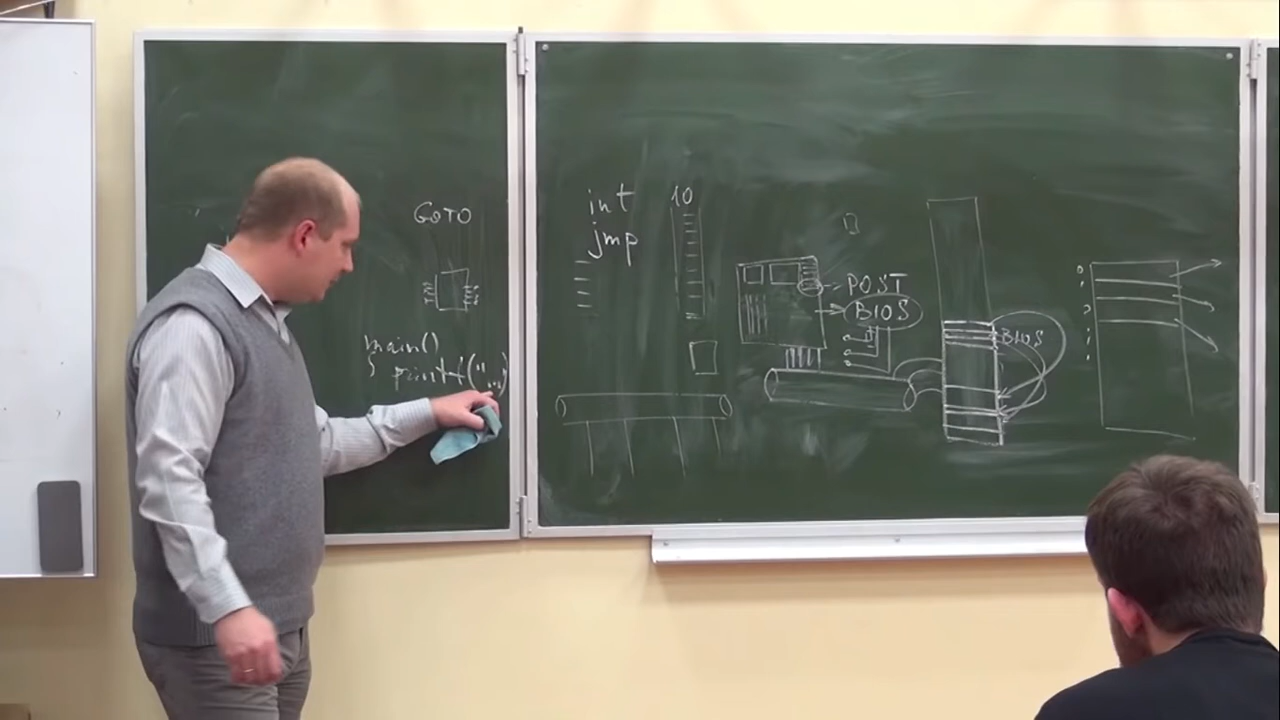 GOTO
main()
printf("
int 10
jmp
POST
BIOS
BIOS